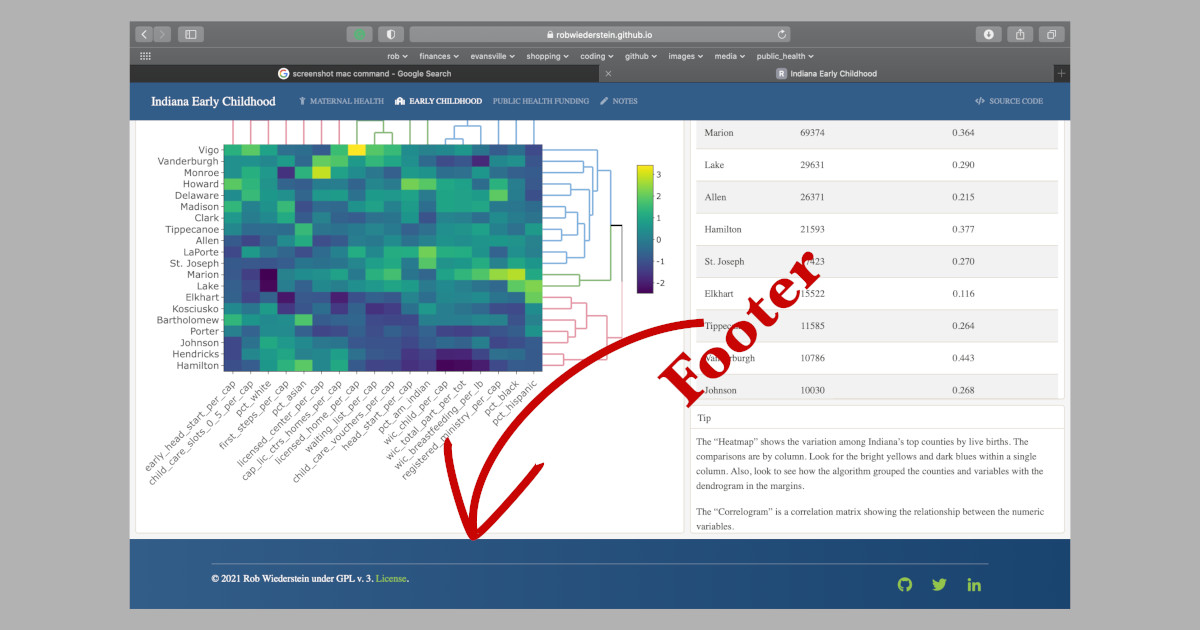 robwiederstein.github.io
rob finances evansville shopping coding github images media public_health
screenshot mac command - Google Search
R Indiana Early Childhood
Indiana Early Childhood MATERNAL HEALTH EARLY CHILDHOOD PUBLIC HEALTH FUNDING NOTES SOURCE CODE
Vigo
Vanderburgh
Monroe
Howard
Delaware
Madison
Clark
Tippecanoe
Allen
LaPorte
St. Joseph
Marion
Lake
Elkhart
Kosciusko
Bartholomew
Porter
Johnson
Hendricks
Hamilton
early_head_start_per_cap
child_care_slots_0_5_per_cap
pct_white
first_steps_per_cap
pct_asian
licensed_center_per_cap
cap_lic_ctrs_homes_per_cap
licensed_home_per_cap
waiting_list_per_cap
child_care_vouchers_per_cap
head_start_per_cap
pct_am_indian
wic_child_per_cap
wic_total_part_per_tot
wic_breastfeeding_per_lb
registered_ministry_per_cap
pct_black
pct_hispanic
3
2
1
0
-1
-2
Marion 69374 0.364
Lake 29631 0.290
Allen 26371 0.215
Hamilton 21593 0.377
St. Joseph 7423 0.270
Elkhart 15522 0.116
Tippec 11585 0.264
Vanderburgh 10786 0.443
Johnson 10030 0.268
Footer
Tip
The “Heatmap” shows the variation among Indiana’s top counties by live births. The
comparisons are by column. Look for the bright yellows and dark blues within a single
column. Also, look to see how the algorithm grouped the counties and variables with the
dendrogram in the margins.
The “Correlogram” is a correlation matrix showing the relationship between the numeric
variables.
© 2021 Rob Wiederstein under GPL v. 3. License.